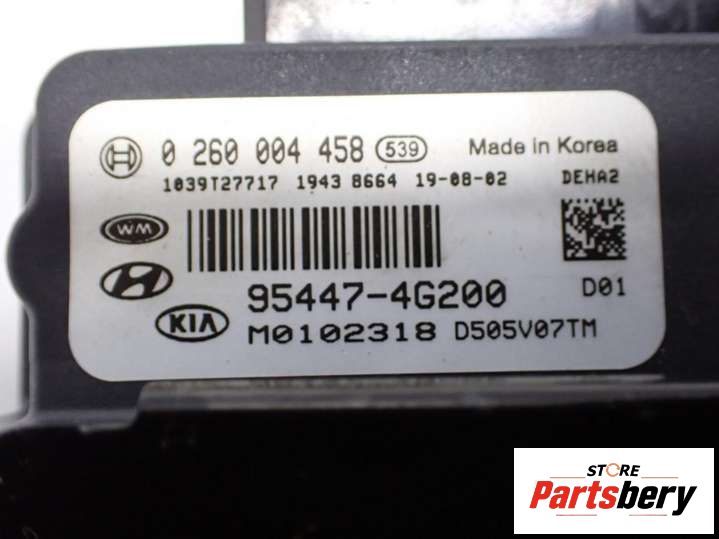 0 260 004 458 539 Made in Korea
1039T27717 1943 8664 19-08-02 DEHA2
WM
95447-4G200 D01
KIA M0102318 D505V07TM
STORE
Partsbery